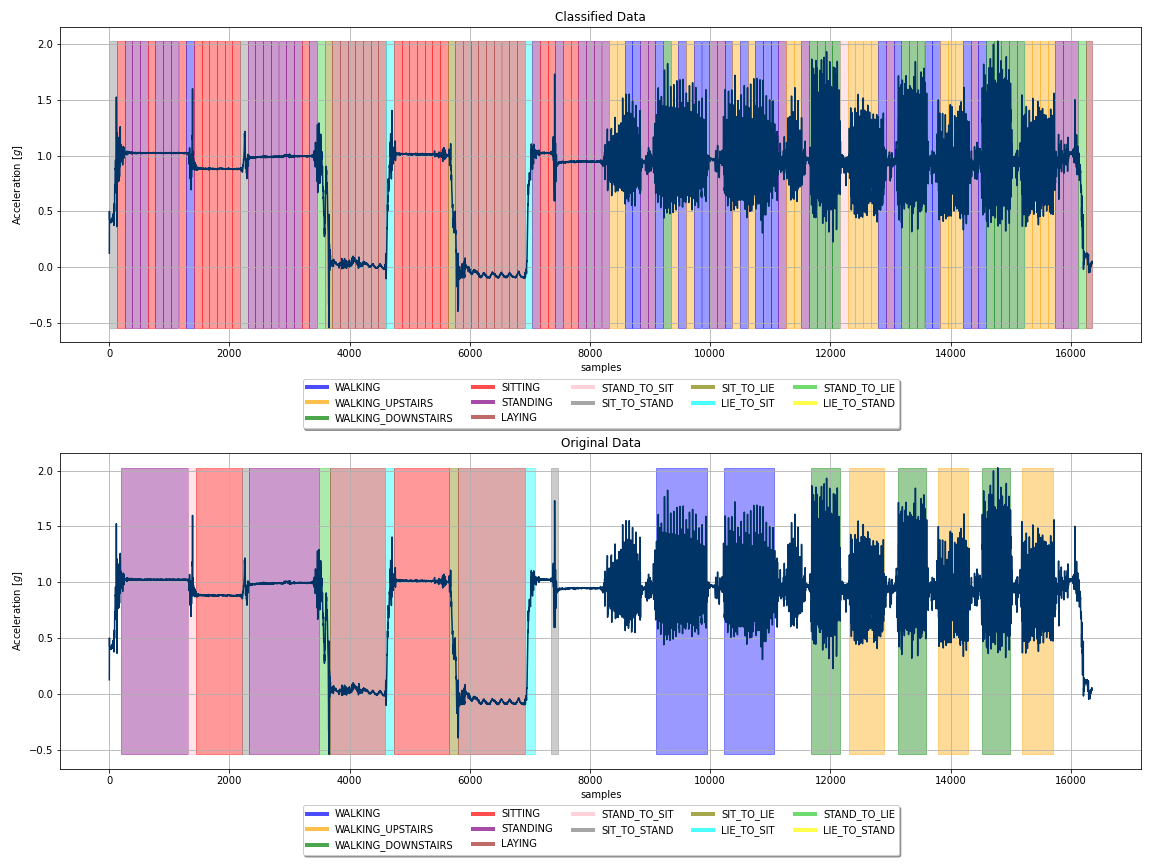 Classified Data
2.0
1.5
1.0
0.5
0.0
−0.5
Acceleration [g]
0 2000 4000 6000 8000 10000 12000 14000 16000
samples
WALKING SITTING STAND_TO_SIT SIT_TO_LIE STAND_TO_LIE
WALKING_UPSTAIRS STANDING SIT_TO_STAND LIE_TO_SIT LIE_TO_STAND
WALKING_DOWNSTAIRS LAYING
Original Data
2.0
1.5
1.0
0.5
0.0
−0.5
Acceleration [g]
0 2000 4000 6000 8000 10000 12000 14000 16000
samples
WALKING SITTING STAND_TO_SIT SIT_TO_LIE STAND_TO_LIE
WALKING_UPSTAIRS STANDING SIT_TO_STAND LIE_TO_SIT LIE_TO_STAND
WALKING_DOWNSTAIRS LAYING